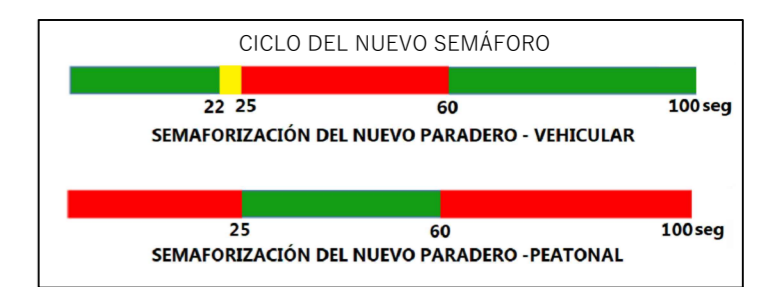 CICLO DEL NUEVO SEMÁFORO
22 25 60 100 seg
SEMAFORIZACIÓN DEL NUEVO PARADERO - VEHICULAR
25 60 100 seg
SEMAFORIZACIÓN DEL NUEVO PARADERO -PEATONAL